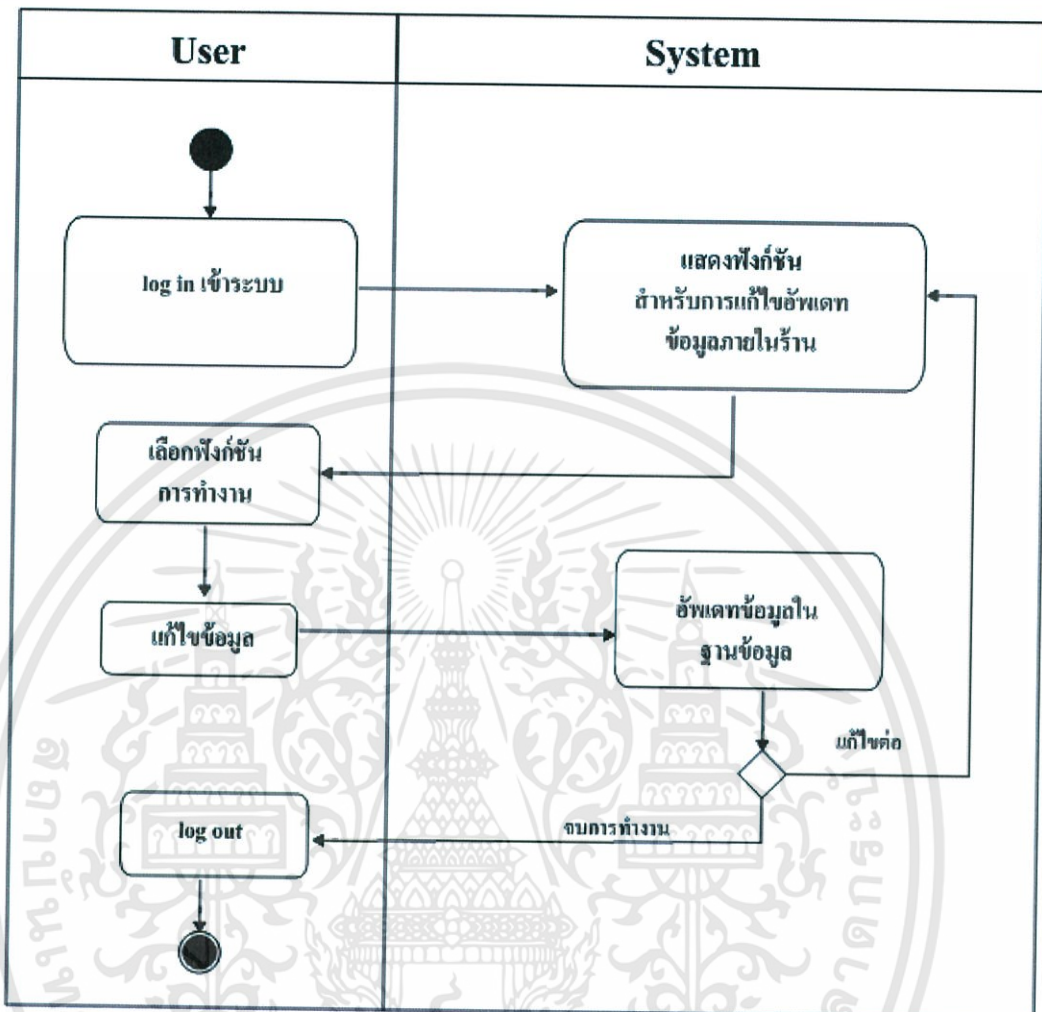 User
System
log in เข้าระบบ
แสดงฟังก์ชัน
สำหรับการแก้ไขอัพเดท
ข้อมูลภายในร้าน
เลือกฟังก์ชัน
การทำงาน
แก้ไขข้อมูล
อัพเดทข้อมูลใน
ฐานข้อมูล
แก้ไขต่อ
จบการทำงาน
log out